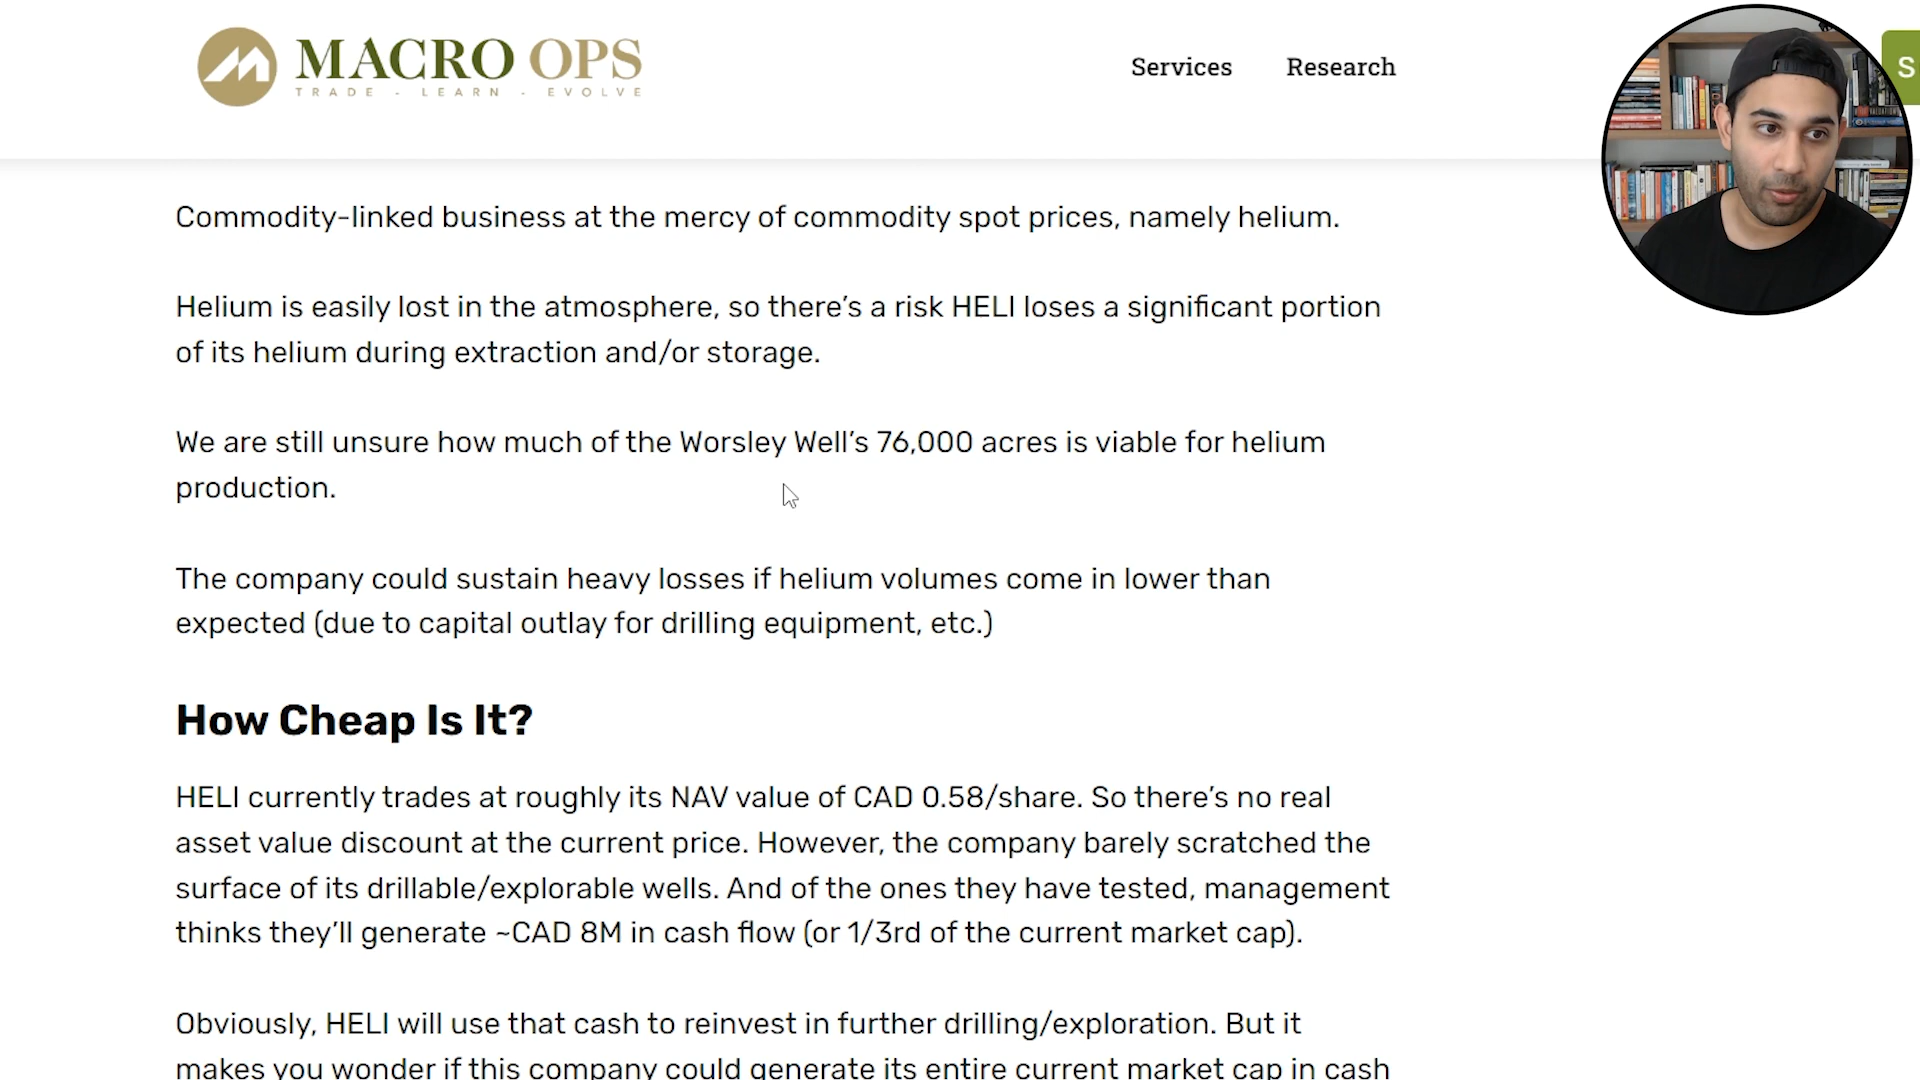 MACRO OPS
TRADE - LEARN - EVOLVE
Services
Research
S
Commodity-linked business at the mercy of commodity spot prices, namely helium.
Helium is easily lost in the atmosphere, so there's a risk HELI loses a significant portion
of its helium during extraction and/or storage.
We are still unsure how much of the Worsley Well's 76,000 acres is viable for helium
production.
The company could sustain heavy losses if helium volumes come in lower than
expected (due to capital outlay for drilling equipment, etc.)
How Cheap Is It?
HELI currently trades at roughly its NAV value of CAD 0.58/share. So there's no real
asset value discount at the current price. However, the company barely scratched the
surface of its drillable/explorable wells. And of the ones they have tested, management
thinks they'll generate ~CAD 8M in cash flow (or 1/3rd of the current market cap).
Obviously, HELI will use that cash to reinvest in further drilling/exploration. But it
makes you wonder if this company could generate its entire current market cap in cash